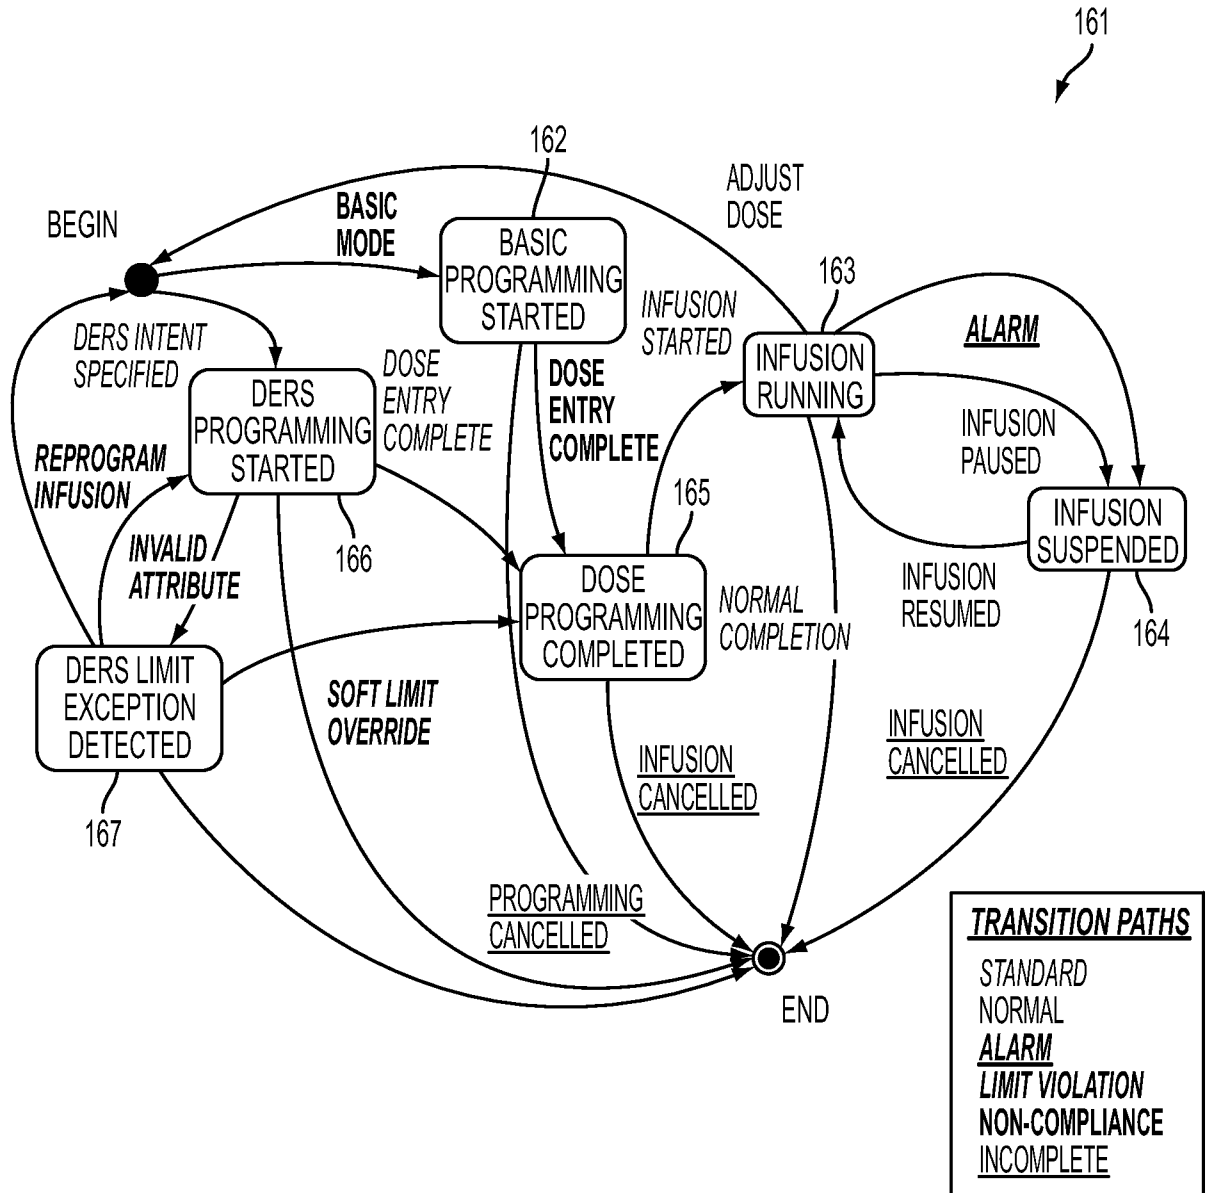 161
162
ADJUST
DOSE
BEGIN
BASIC
MODE
BASIC
PROGRAMMING
STARTED
163
INFUSION
STARTED
ALARM
DERS INTENT
SPECIFIED
DOSE
ENTRY
COMPLETE
DOSE
ENTRY
COMPLETE
INFUSION
RUNNING
DERS
PROGRAMMING
STARTED
INFUSION
PAUSED
REPROGRAM
INFUSION
165
INFUSION
SUSPENDED
166
INVALID
ATTRIBUTE
DOSE
PROGRAMMING
COMPLETED
NORMAL
COMPLETION
INFUSION
RESUMED
164
DERS LIMIT
EXCEPTION
DETECTED
SOFT LIMIT
OVERRIDE
INFUSION
CANCELLED
INFUSION
CANCELLED
167
PROGRAMMING
CANCELLED
END
TRANSITION PATHS
STANDARD
NORMAL
ALARM
LIMIT VIOLATION
NON-COMPLIANCE
INCOMPLETE